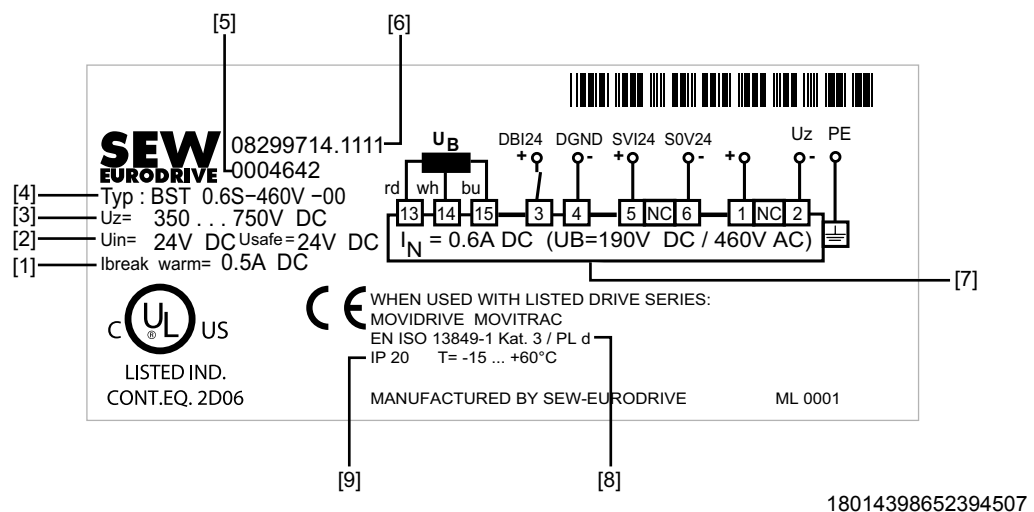 [5] [6]
SEW
EURODRIVE
08299714.1111
0004642
UB
DBI24 DGND SVI24 S0V24 Uz PE
+ - + - + -
rd wh bu
13 14 15 3 4 5 NC 6 1 NC 2
[4] Typ : BST 0.6S-460V -00
[3] Uz= 350 . . . 750V DC
[2] Uin= 24V DC Usafe = 24V DC
[1] Ibreak warm= 0.5A DC
IN = 0.6A DC (UB=190V DC / 460V AC)
[7]
C UL ® US
LISTED IND.
CONT.EQ. 2D06
CE
WHEN USED WITH LISTED DRIVE SERIES:
MOVIDRIVE MOVITRAC
EN ISO 13849-1 Kat. 3 / PL d
IP 20 T= -15 ... +60°C
MANUFACTURED BY SEW-EURODRIVE ML 0001
[9] [8]
18014398652394507